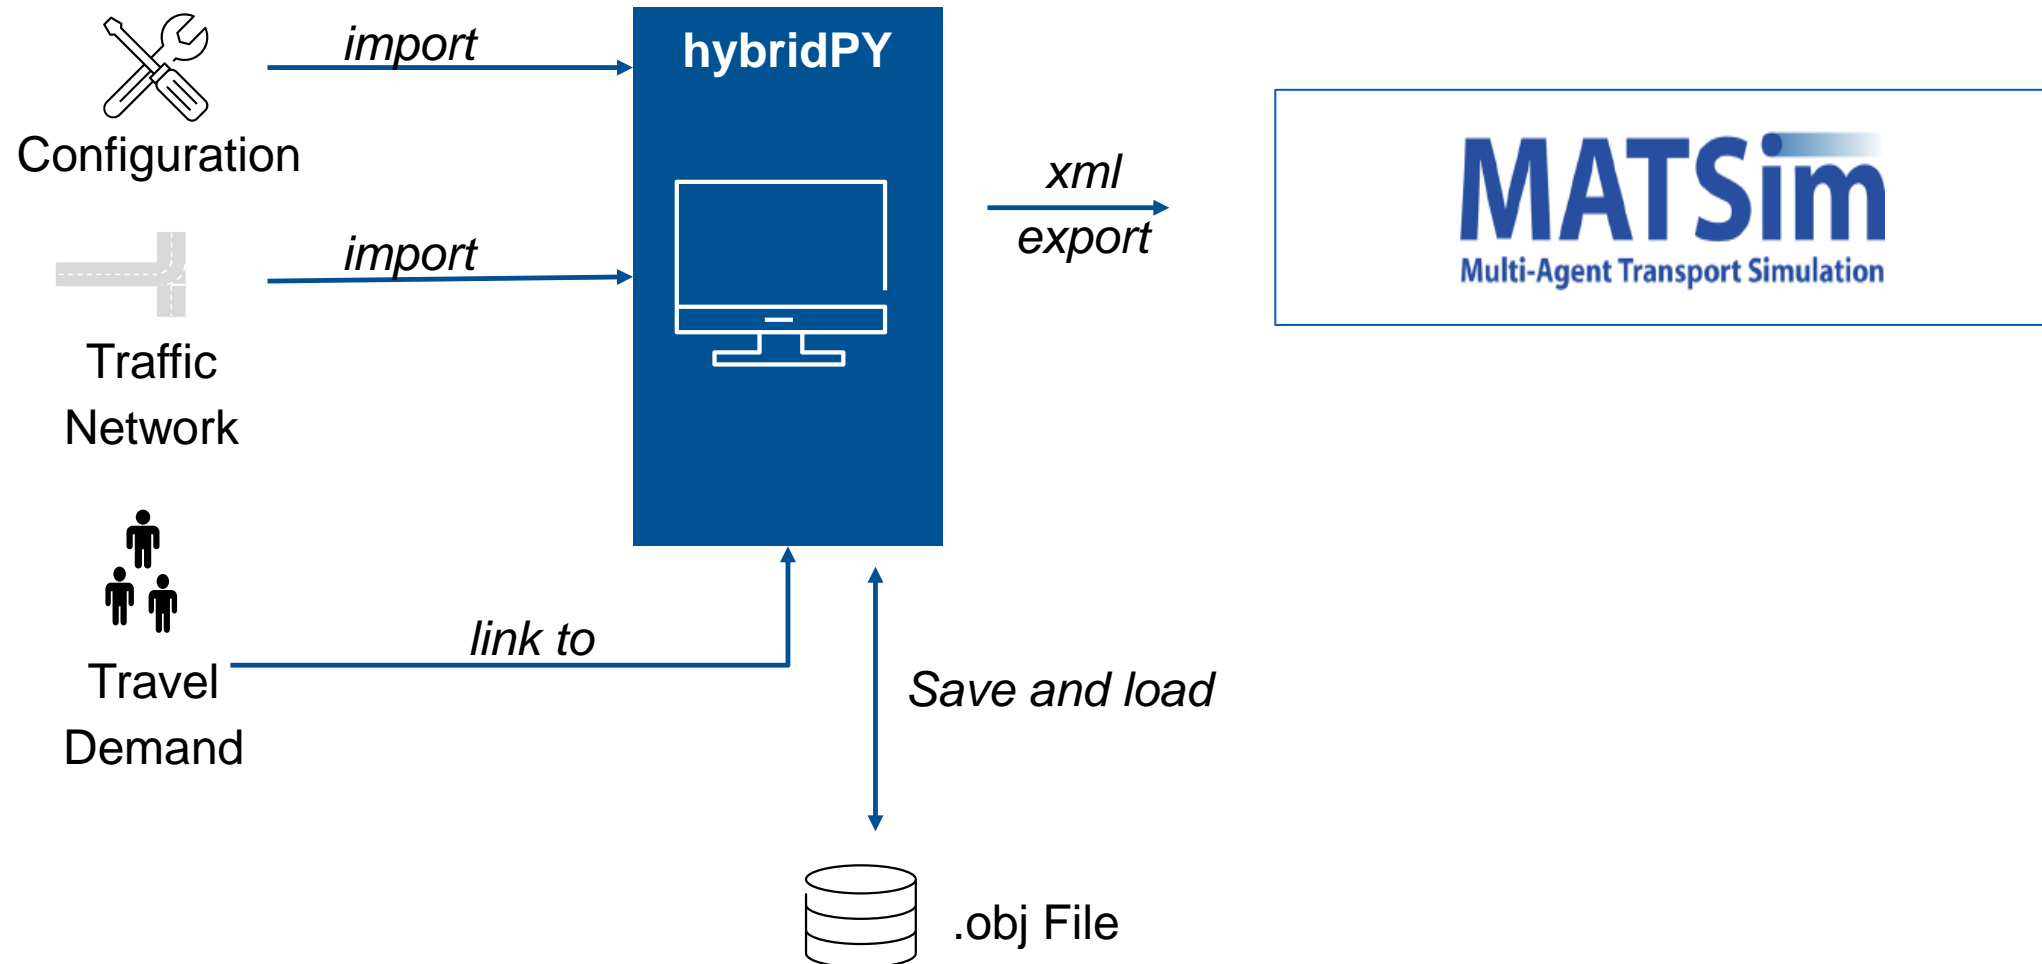 import
hybridPY
Configuration
xml
export
MATSim
Multi-Agent Transport Simulation
import
Traffic
Network
link to
Travel
Demand
Save and load
.obj File